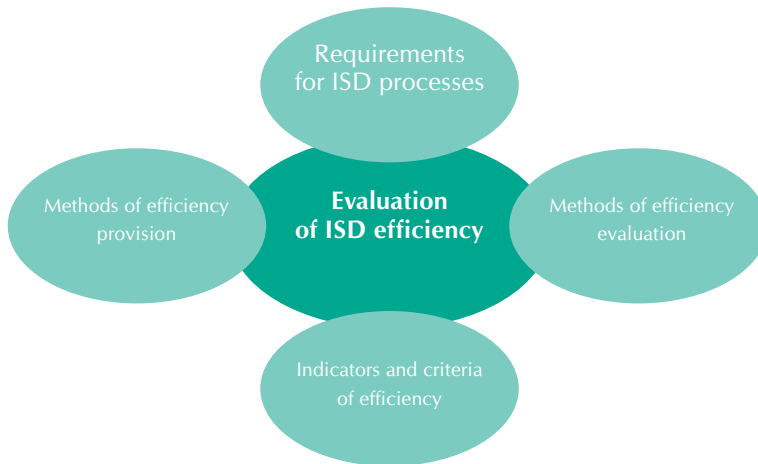 Requirements
for ISD processes
Methods of efficiency
provision
Evaluation
of ISD efficiency
Methods of efficiency
evaluation
Indicators and criteria
of efficiency